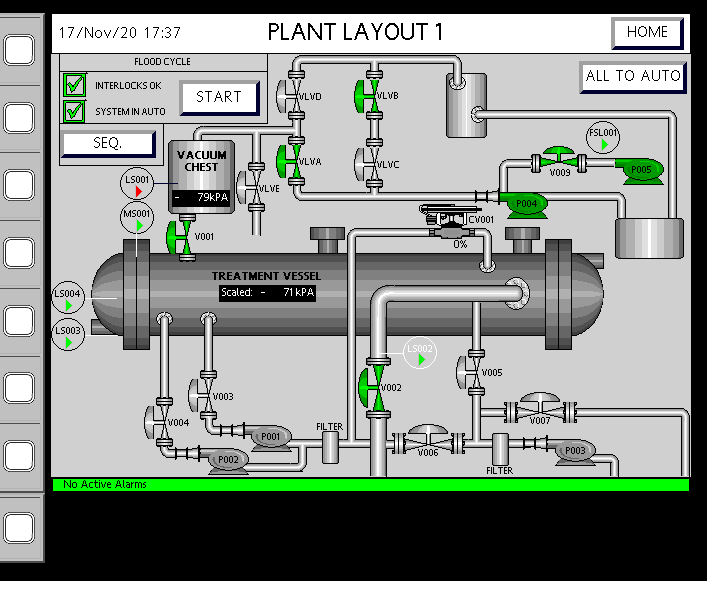 17/Nov/20 17:37
PLANT LAYOUT 1
HOME
FLOOD CYCLE
INTERLOCKS OK
SYSTEM IN AUTO
START
SEQ.
ALL TO AUTO
VLVD
VLVB
FSL001
VACUUM
CHEST
- 79kPA
LS001
MS001
VLVA
VLVC
VLVE
V009
P005
P004
V001
CV001
0%
TREATMENT VESSEL
Scaled: - 71 kPA
LS004
LS003
LS002
V003
V002
V005
V004
V007
P001
FILTER
V006
P002
P003
FILTER
No Active Alarms